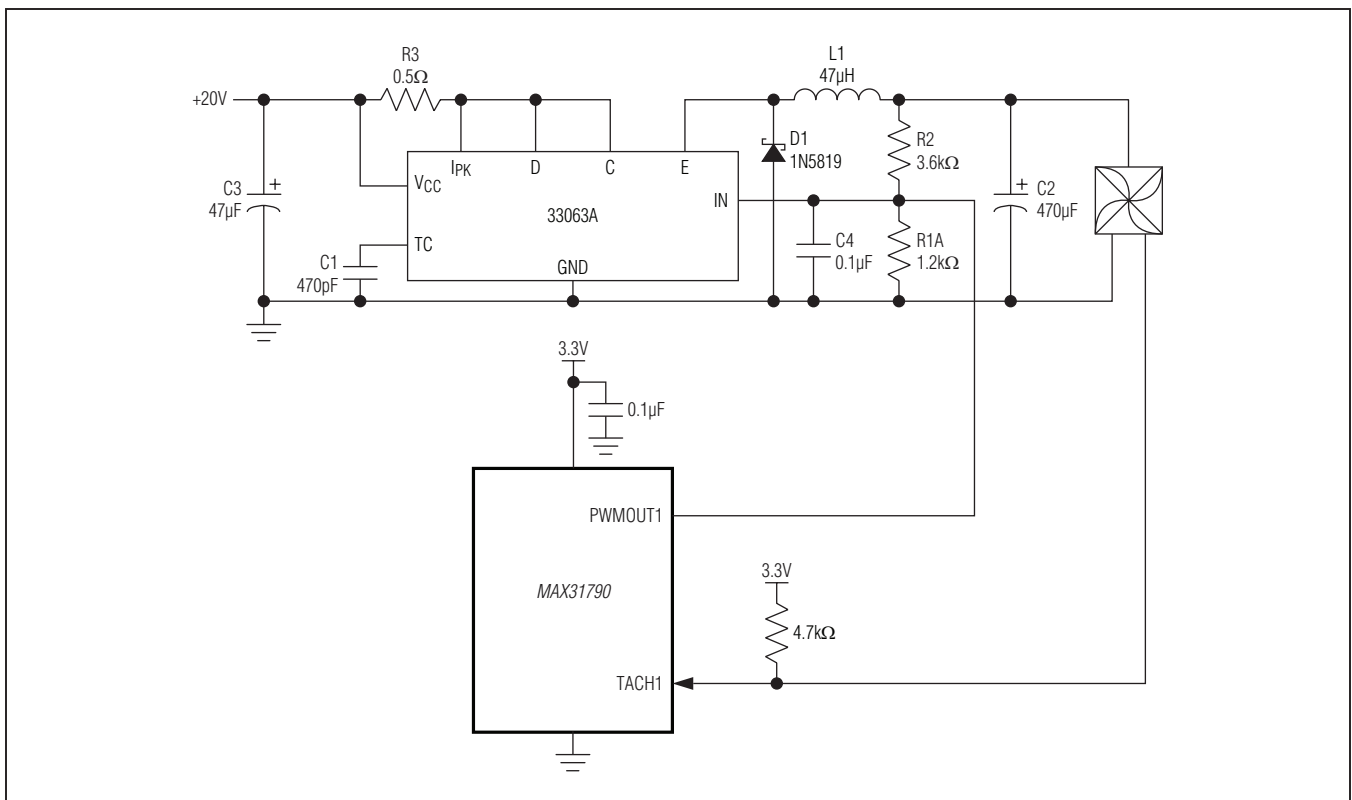 R3
0.5Ω
+20V
L1
47µH
IPK
D
C
E
D1
1N5819
R2
3.6kΩ
C3
+
47µF
VCC
33063A
IN
TC
GND
C1
470pF
C4
0.1µF
R1A
1.2kΩ
+
C2
470µF
3.3V
0.1µF
PWMOUT1
MAX31790
3.3V
4.7kΩ
TACH1